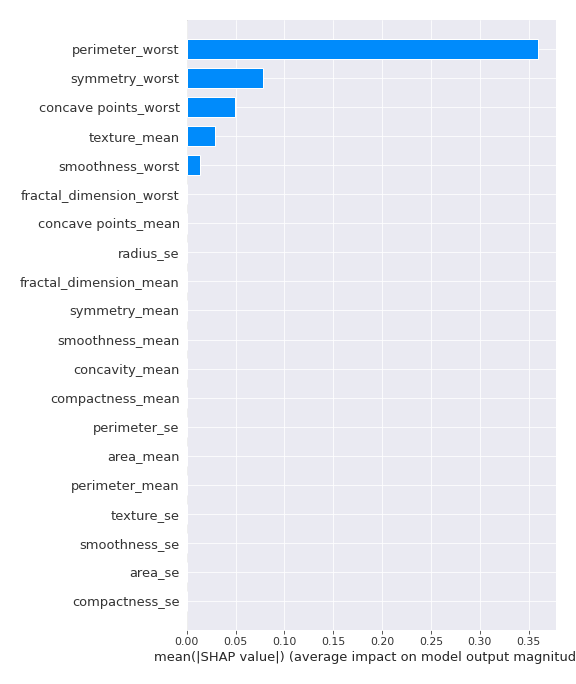 perimeter_worst
symmetry_worst
concave points_worst
texture_mean
smoothness_worst
fractal_dimension_worst
concave points_mean
radius_se
fractal_dimension_mean
symmetry_mean
smoothness_mean
concavity_mean
compactness_mean
perimeter_se
area_mean
perimeter_mean
texture_se
smoothness_se
area_se
compactness_se
0.00 0.05 0.10 0.15 0.20 0.25 0.30 0.35
mean(|SHAP value|) (average impact on model output magnitud